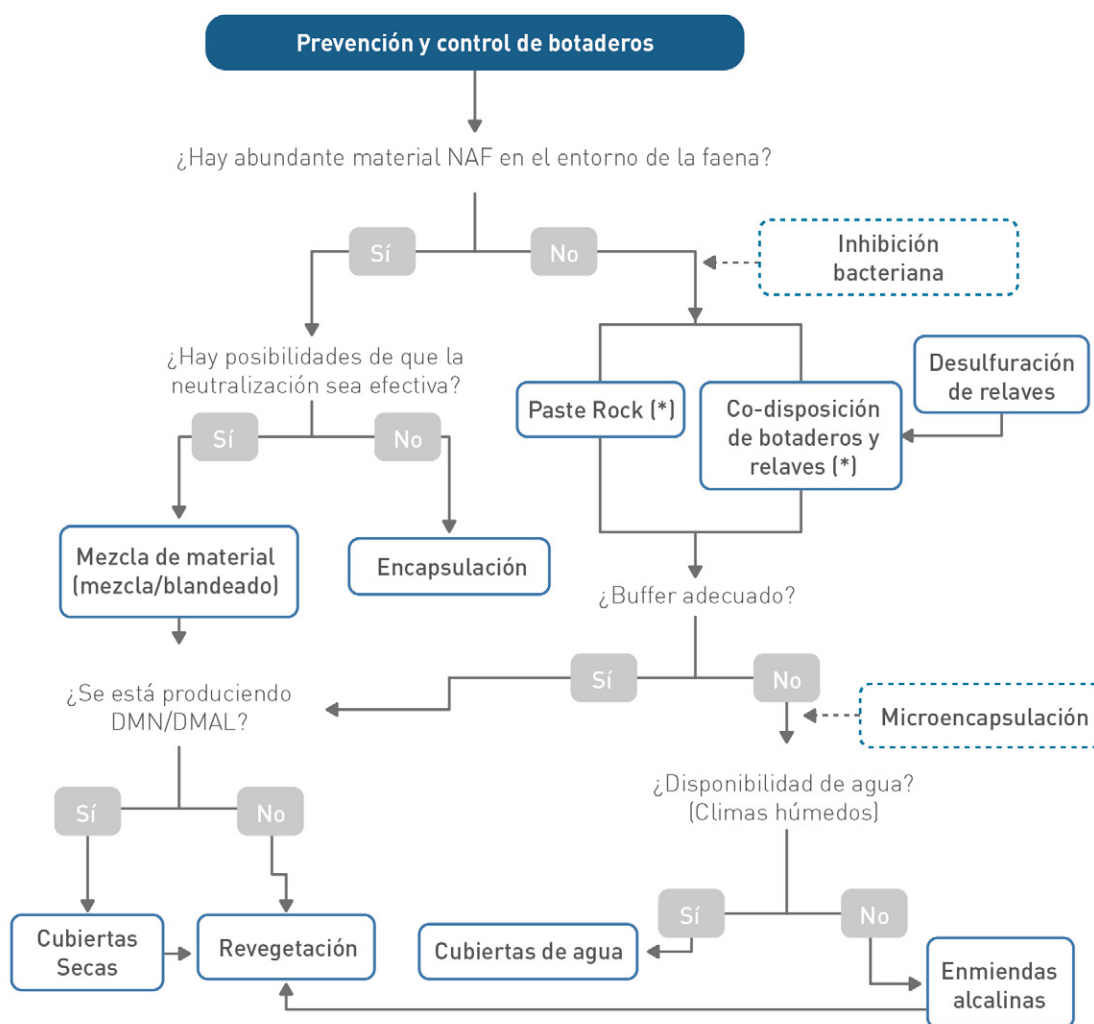 Prevención y control de botaderos
¿Hay abundante material NAF en el entorno de la faena?
Sí
No
Inhibición
bacteriana
¿Hay posibilidades de que la
neutralización sea efectiva?
Sí
No
Paste Rock (*)
Co-disposición
de botaderos y
relaves (*)
Desulfuración
de relaves
Mezcla de material
(mezcla/blandeado)
Encapsulación
¿Buffer adecuado?
Sí
No
¿Se está produciendo
DMN/DMAL?
Microencapsulación
¿Disponibilidad de agua?
(Climas húmedos)
Sí
No
Sí
No
Cubiertas
Secas
Revegetación
Cubiertas de agua
Enmiendas
alcalinas